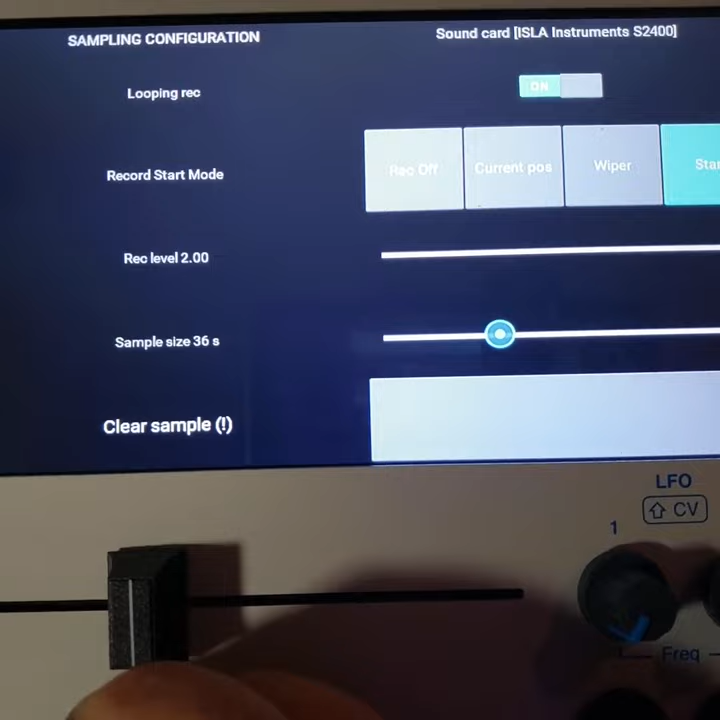 SAMPLING CONFIGURATION
Sound card [ISLA Instruments S2400]
Looping rec
ON
Record Start Mode
Rec Off
Current pos
Wiper
Rec level 2.00
Sample size 36 s
Clear sample (!)
LFO
CV
1
Freq